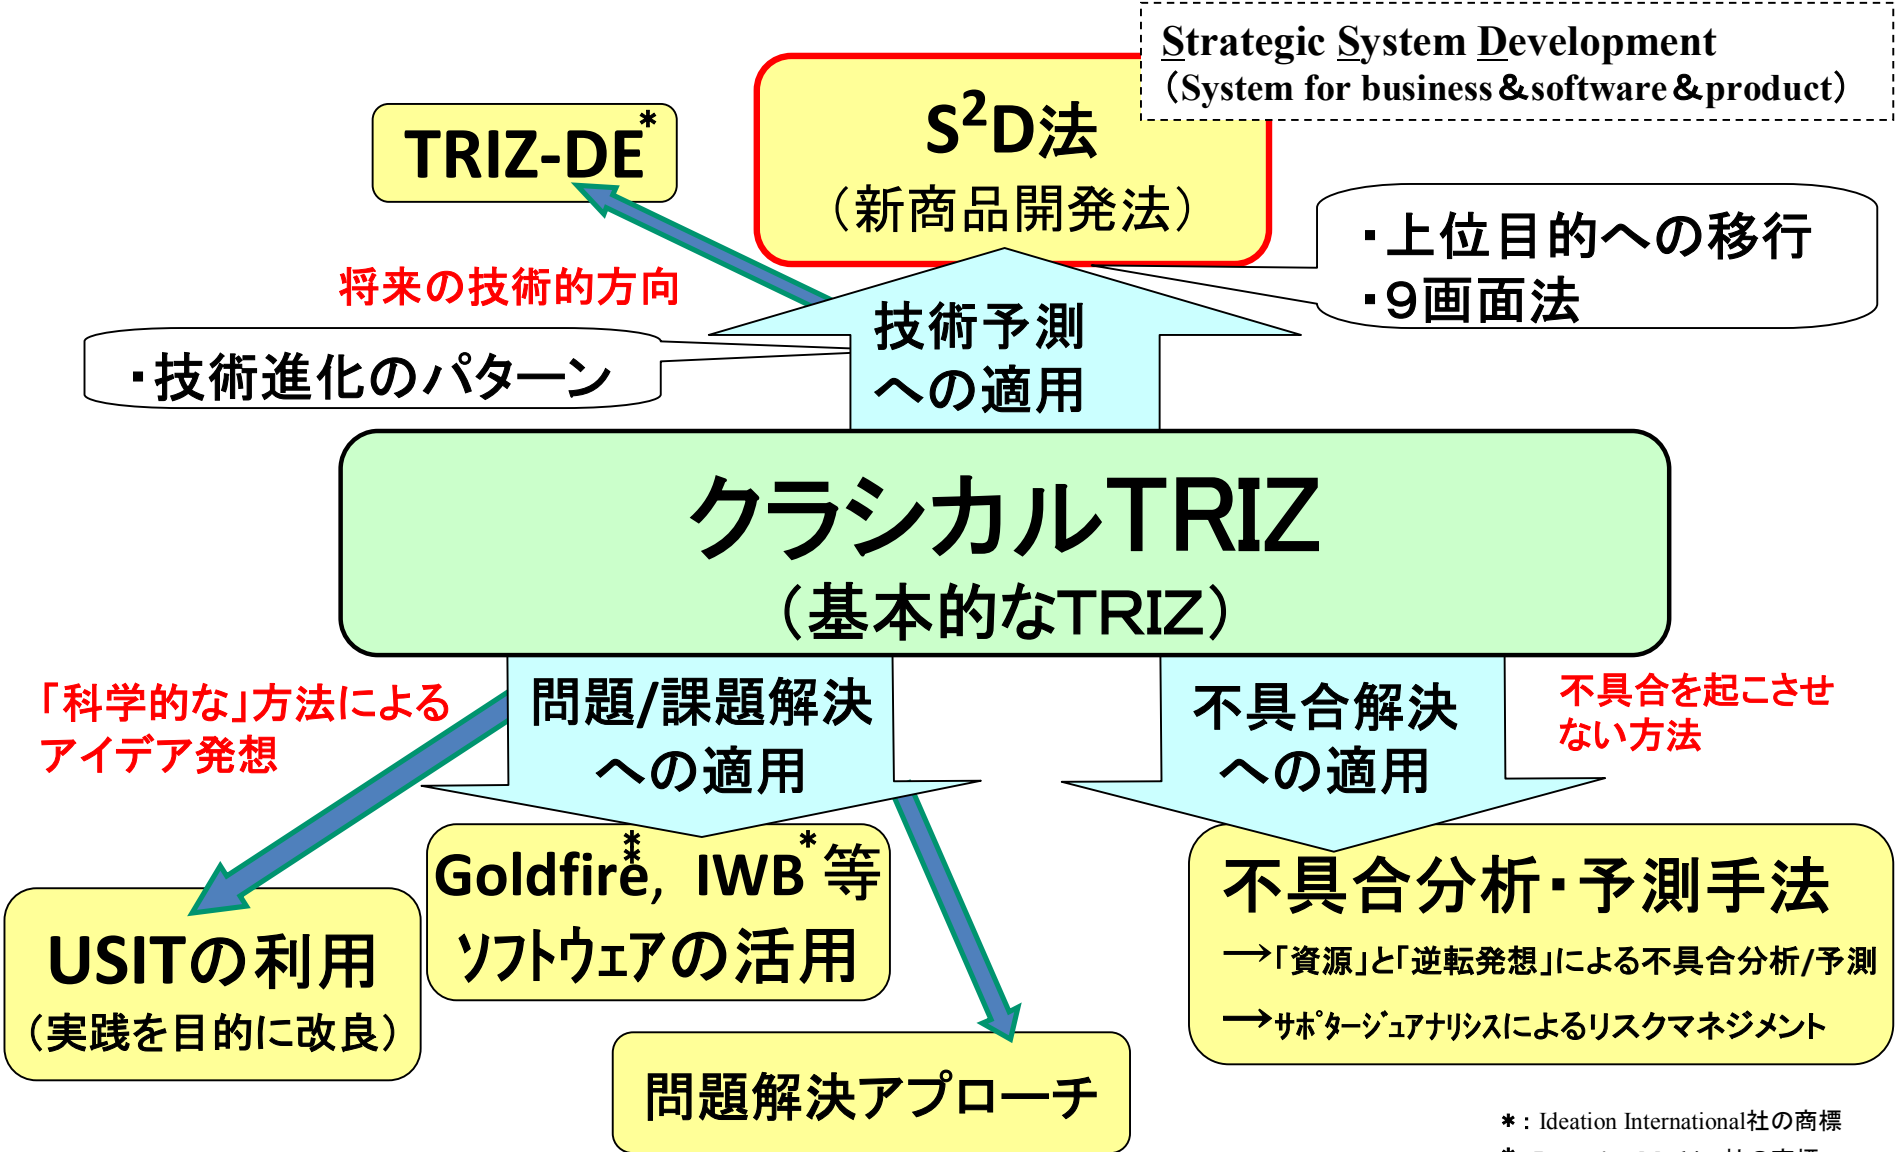 Strategic System Development
（System for business＆software＆product）
TRIZ-DE*
S²D法
（新商品開発法）
・上位目的への移行
・９画面法
将来の技術的方向
・技術進化のパターン
技術予測
への適用
クラシカルＴＲＩＺ
（基本的なＴＲＩＺ）
「科学的な」方法による
アイデア発想
問題/課題解決
への適用
不具合解決
への適用
不具合を起こさせ
ない方法
USITの利用
（実践を目的に改良）
Goldfire⁑, IWB*等
ソフトウェアの活用
問題解決アプローチ
不具合分析・予測手法
→「資源」と「逆転発想」による不具合分析/予測
→ｻﾎﾟﾀｰｼﾞｭｱﾅﾘｼｽによるリスクマネジメント
*：Ideation International社の商標